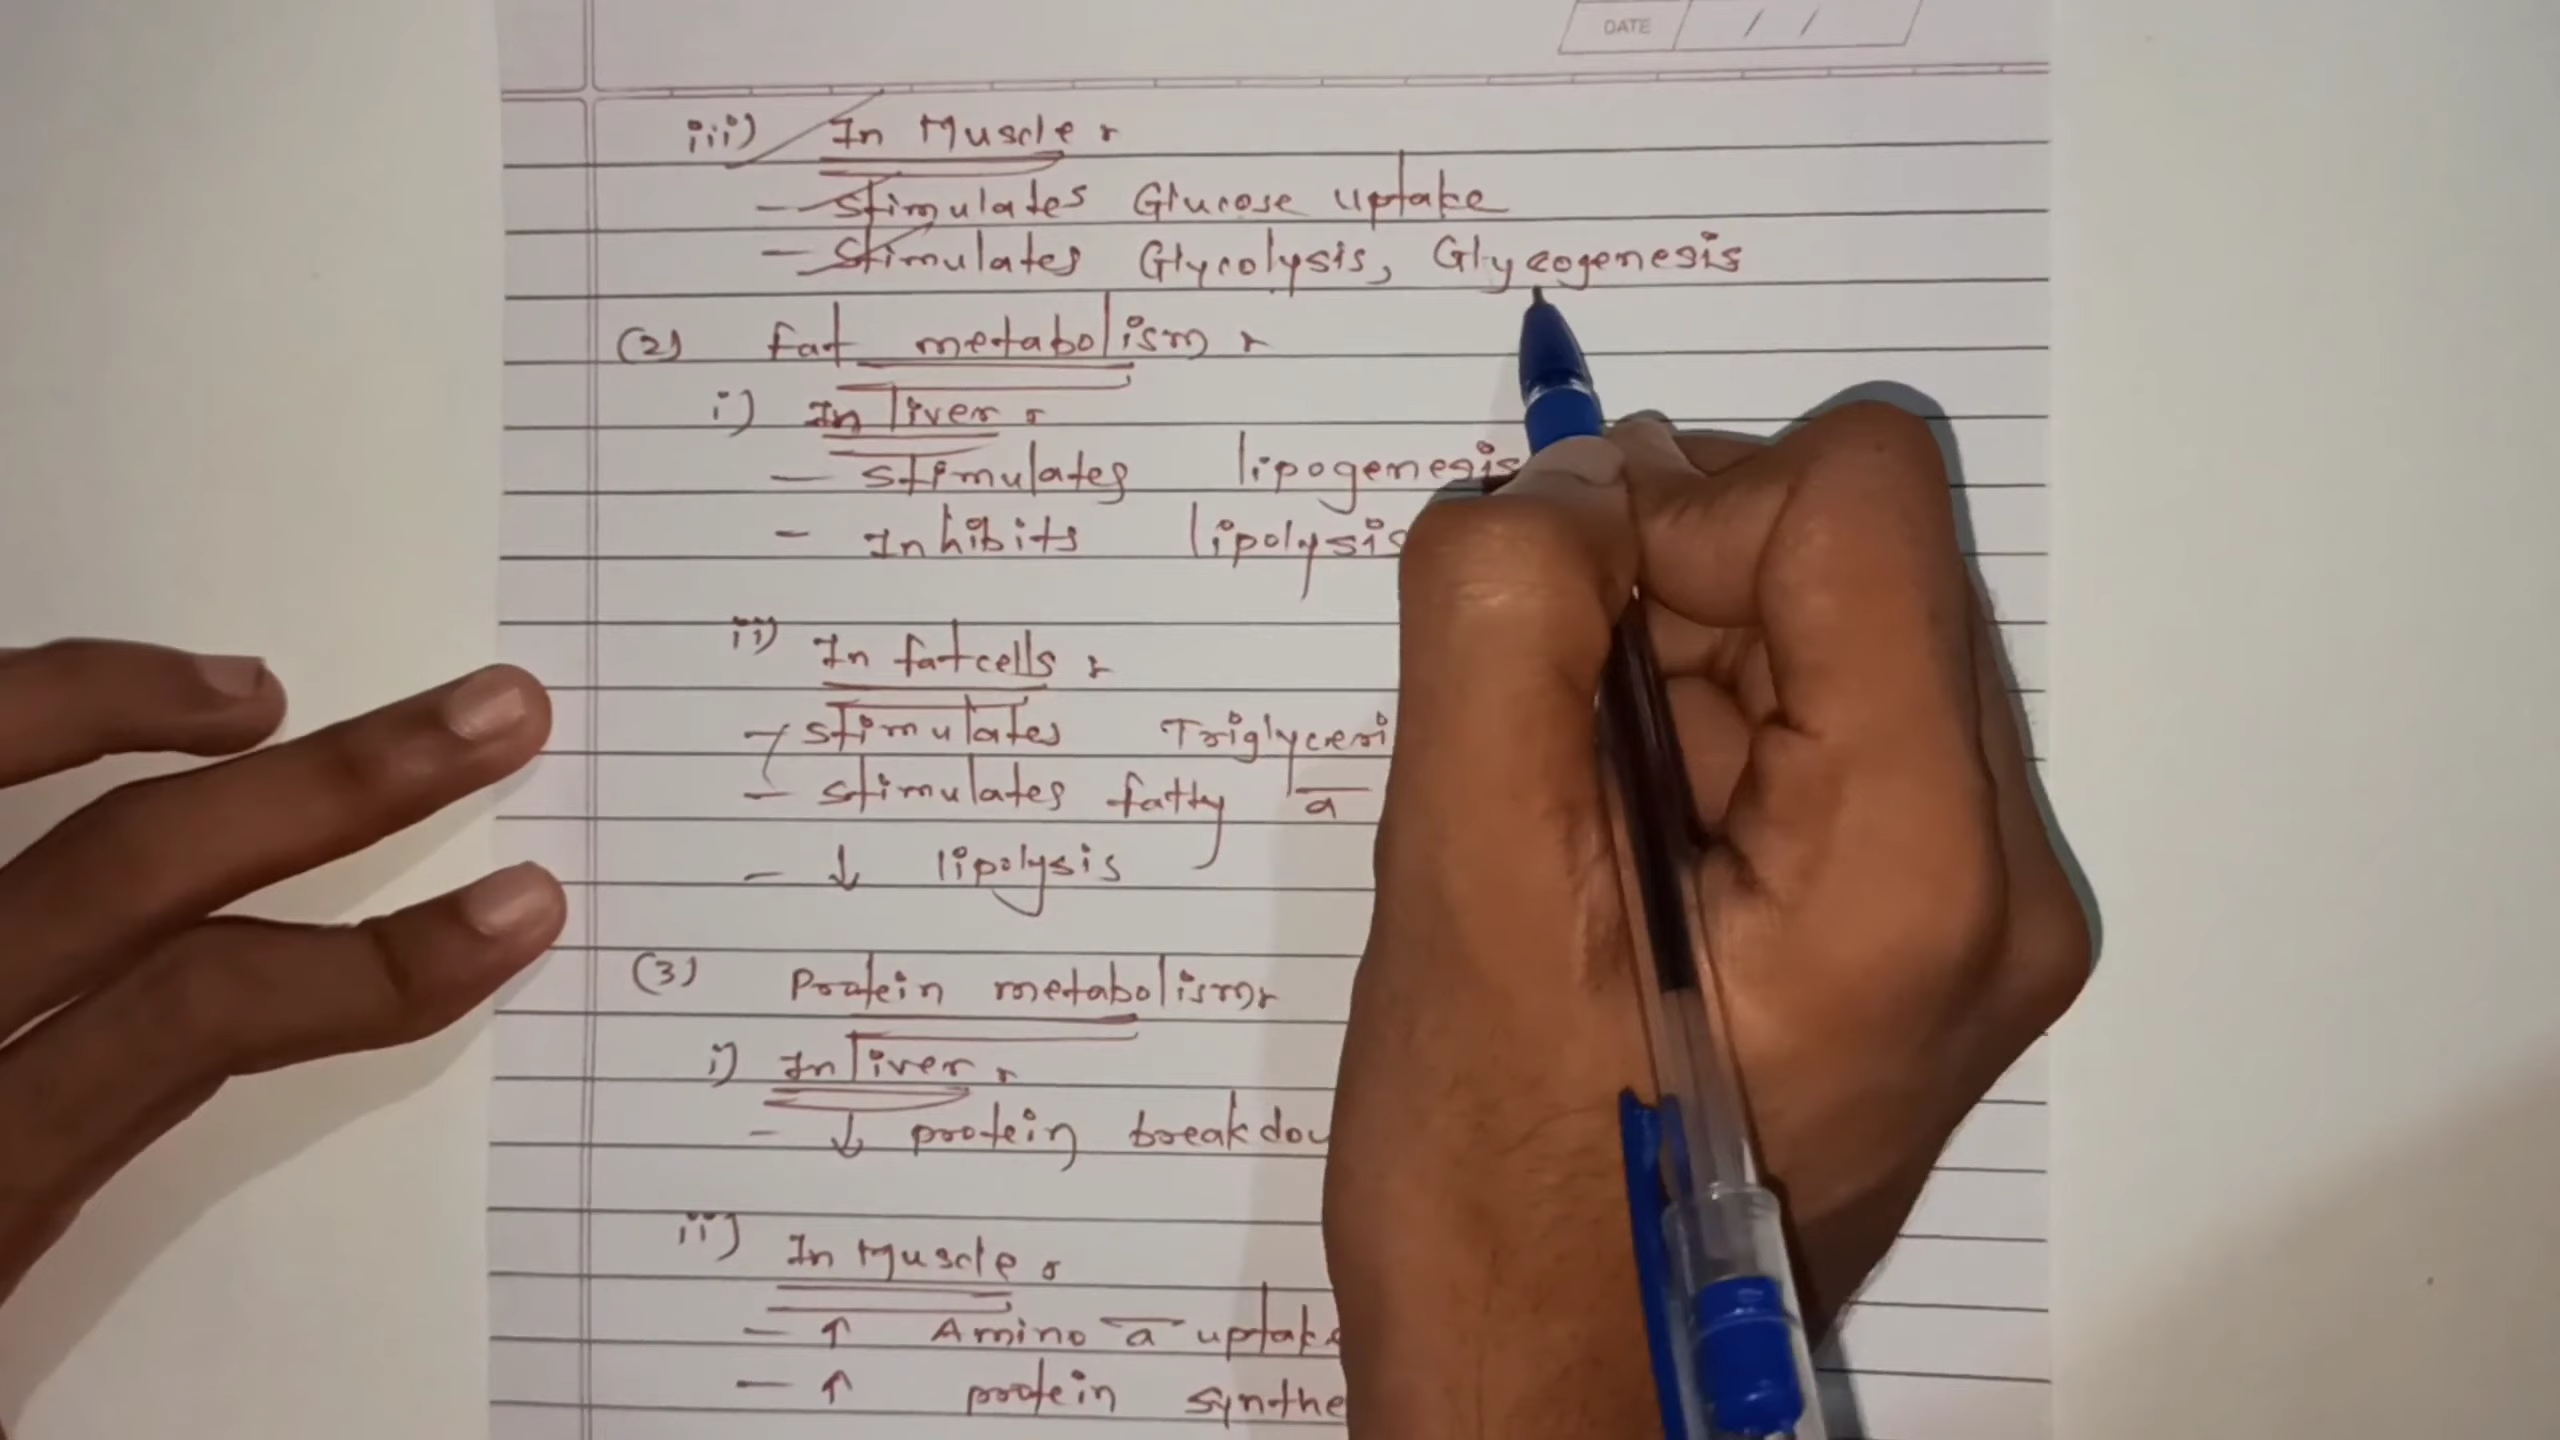 DATE / /
iii) In Muscle :
- Stimulates Glucose uptake
- Stimulates Glycolysis, Glycogenesis
(2) fat metabolism :
i) In liver :
- stimulates lipogenesis
- Inhibits lipolysis
ii) In fat cells :
- stimulates Triglyceri
- stimulates fatty a
- ↓ lipolysis
(3) Protein metabolism :
i) In liver :
- ↓ protein breakdow
ii) In Muscle :
- ↑ Amino a uptake
- ↑ protein synthe